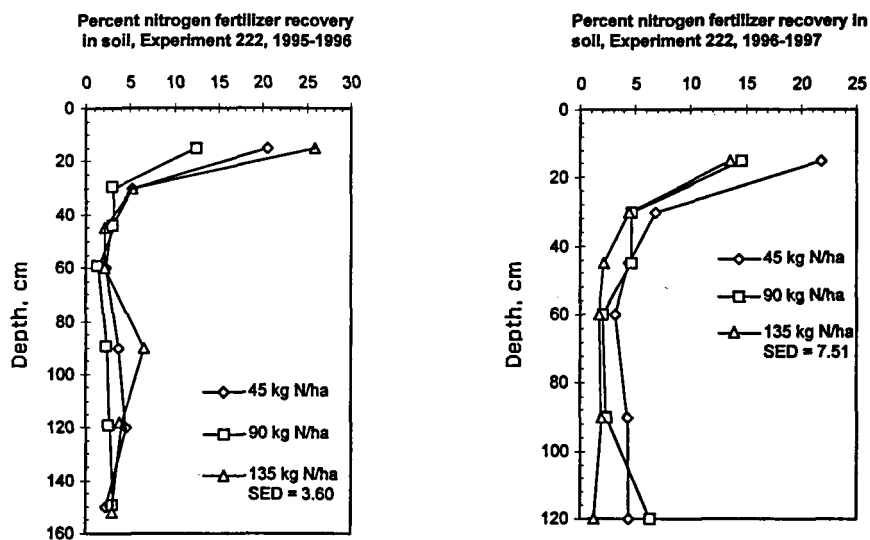 Percent nitrogen fertilizer recovery
in soil, Experiment 222, 1995-1996
0 5 10 15 20 25 30
0
20
40
60
80
100
120
140
160
Depth, cm
45 kg N/ha
90 kg N/ha
135 kg N/ha
SED = 3.60
Percent nitrogen fertilizer recovery in
soil, Experiment 222, 1996-1997
0 5 10 15 20 25
0
20
40
60
80
100
120
Depth, cm
45 kg N/ha
90 kg N/ha
135 kg N/ha
SED = 7.51